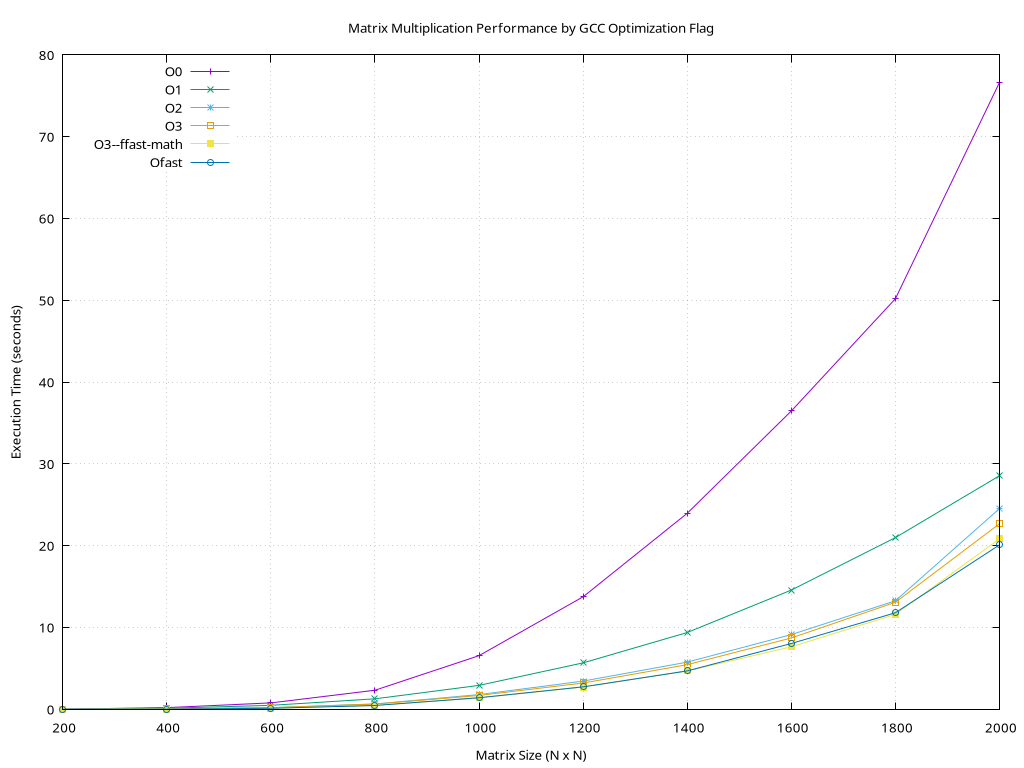 Matrix Multiplication Performance by GCC Optimization Flag
80
70
60
50
40
30
20
10
0
Execution Time (seconds)
O0
O1
O2
O3
O3--ffast-math
Ofast
200 400 600 800 1000 1200 1400 1600 1800 2000
Matrix Size (N x N)